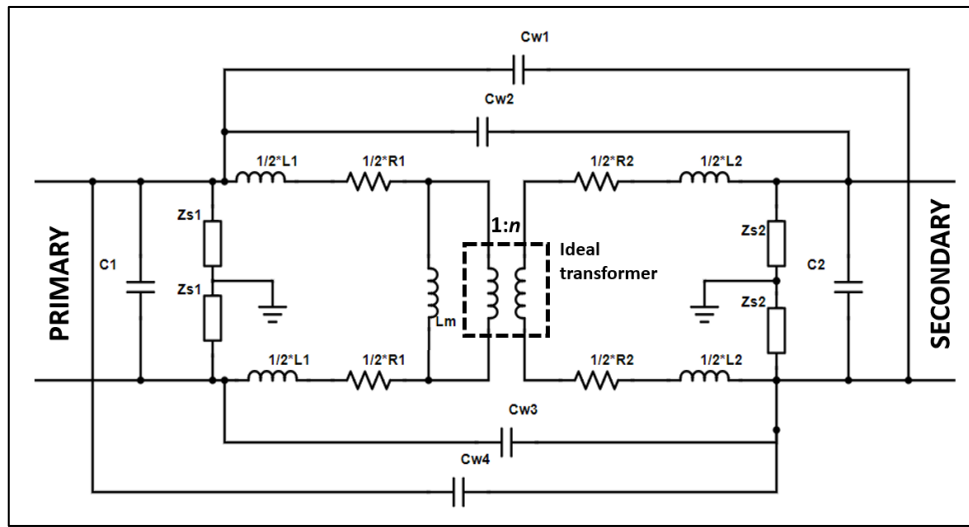 Cw1
Cw2
1/2*L1
1/2*R1
1/2*R2
1/2*L2
Zs1
1:n
Zs2
PRIMARY
C1
Ideal
transformer
C2
SECONDARY
Zs1
Lm
Zs2
1/2*L1
1/2*R1
1/2*R2
1/2*L2
Cw3
Cw4